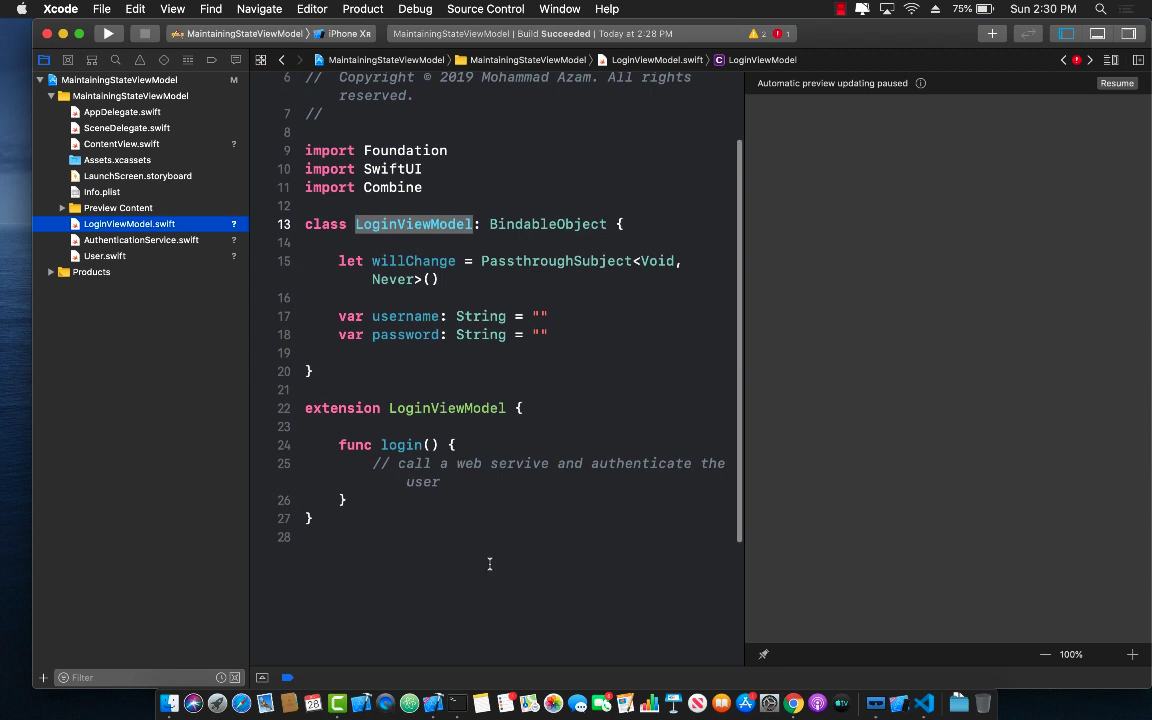 Xcode File Edit View Find Navigate Editor Product Debug Source Control Window Help 75% Sun 2:30 PM
MaintainingStateViewModel iPhone Xʀ MaintainingStateViewModel | Build Succeeded | Today at 2:28 PM 2 1
MaintainingStateViewModel MaintainingStateViewModel LoginViewModel.swift C LoginViewModel
MaintainingStateViewModel M
MaintainingStateViewModel
AppDelegate.swift
SceneDelegate.swift
ContentView.swift ?
Assets.xcassets
LaunchScreen.storyboard
Info.plist
Preview Content
LoginViewModel.swift ?
AuthenticationService.swift ?
User.swift ?
Products
Filter
6 // Copyright © 2019 Mohammad Azam. All rights
reserved.
7 //
8
9 import Foundation
10 import SwiftUI
11 import Combine
12
13 class LoginViewModel: BindableObject {
14
15 let willChange = PassthroughSubject<Void,
Never>()
16
17 var username: String = ""
18 var password: String = ""
19
20 }
21
22 extension LoginViewModel {
23
24 func login() {
25 // call a web servive and authenticate the
user
26 }
27 }
28
Automatic preview updating paused Resume
100%